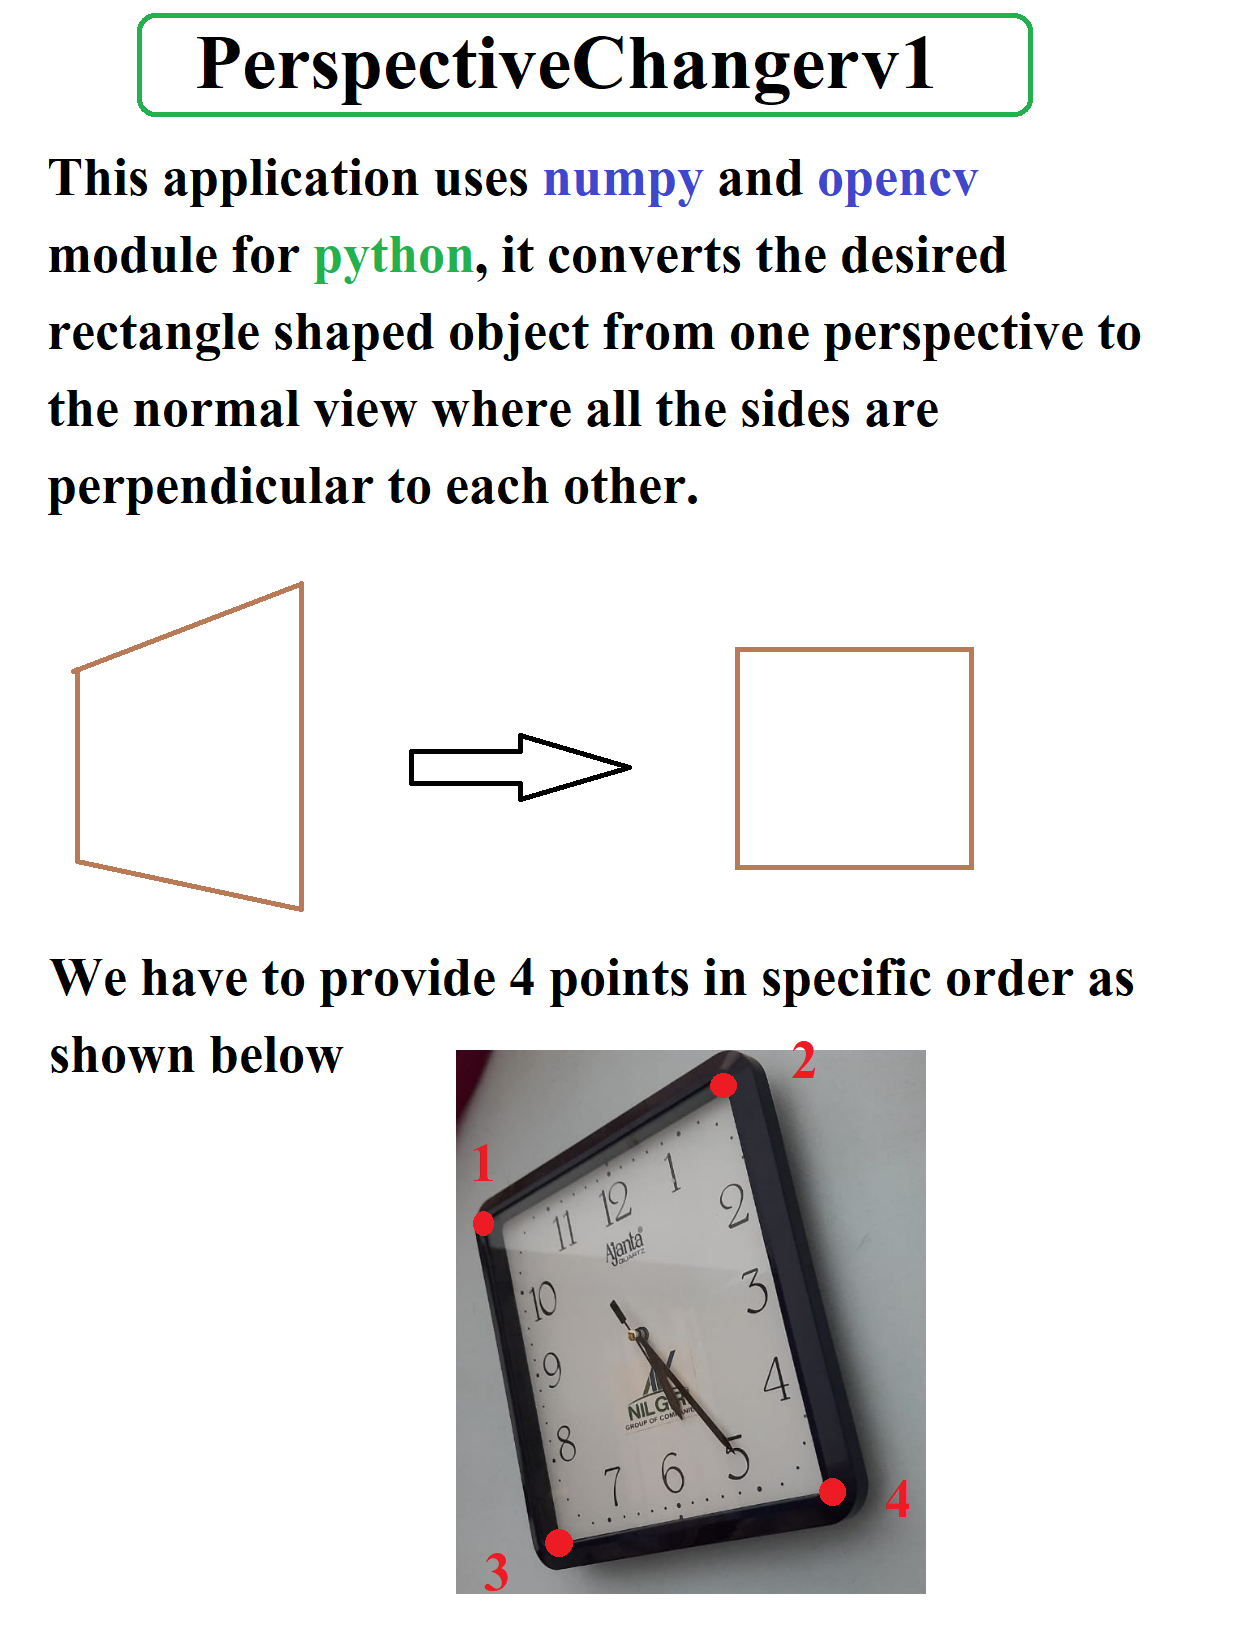 PerspectiveChangerv1
This application uses numpy and opencv
module for python, it converts the desired
rectangle shaped object from one perspective to
the normal view where all the sides are
perpendicular to each other.
We have to provide 4 points in specific order as
shown below
2
1
11 12 1
2
Ajanta
QUARTZ
10
3
9
4
GROUP OF
8
7 6 5
4
3